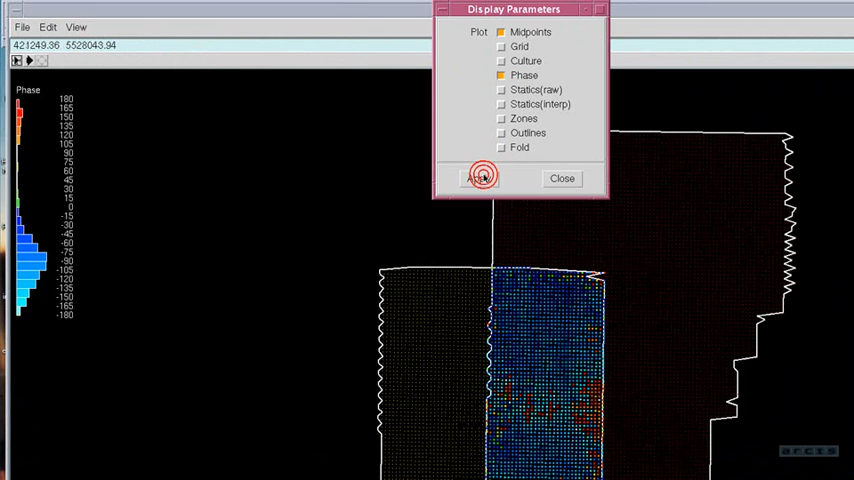 Display Parameters
File Edit View
421249.36 5528043.94
Plot Midpoints
Grid
Culture
Phase
Statics(raw)
Statics(interp)
Zones
Outlines
Fold
Close
Phase
180
165
150
135
120
105
90
75
60
45
30
15
0
-15
-30
-45
-60
-75
-90
-105
-120
-135
-150
-165
-180
arcis